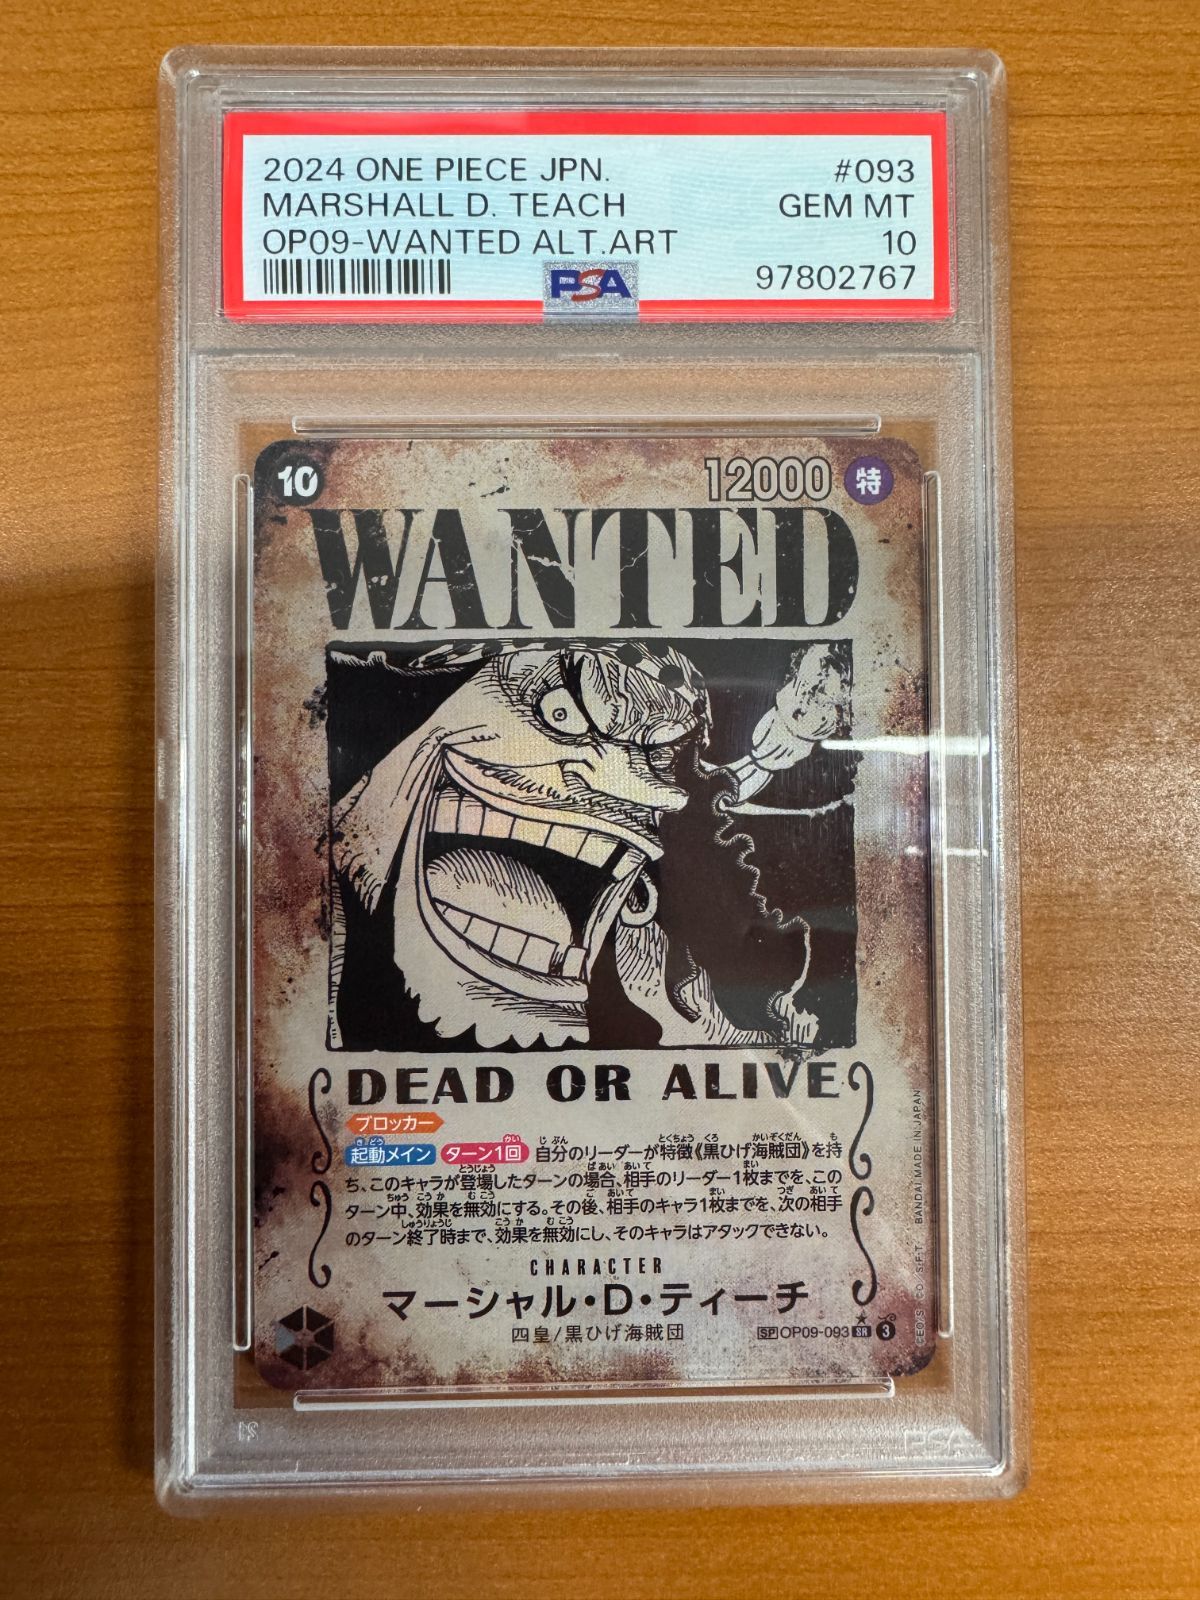 2024 ONE PIECE JPN. #093
MARSHALL D. TEACH GEM MT
OP09-WANTED ALT.ART 10
PSA 97802767
10 12000 特
WANTED
DEAD OR ALIVE
ブロッカー
起動メイン ターン1回 自分のリーダーが特徴《黒ひげ海賊団》を持
ち、このキャラが登場したターンの場合、相手のリーダー1枚までを、この
ターン中、効果を無効にする。その後、相手のキャラ1枚までを、次の相手
のターン終了時まで、効果を無効にし、そのキャラはアタックできない。
CHARACTER
マーシャル・D・ティーチ
四皇/黒ひげ海賊団
SP OP09-093 SR 3
BANDAI MADE IN JAPAN
PSA